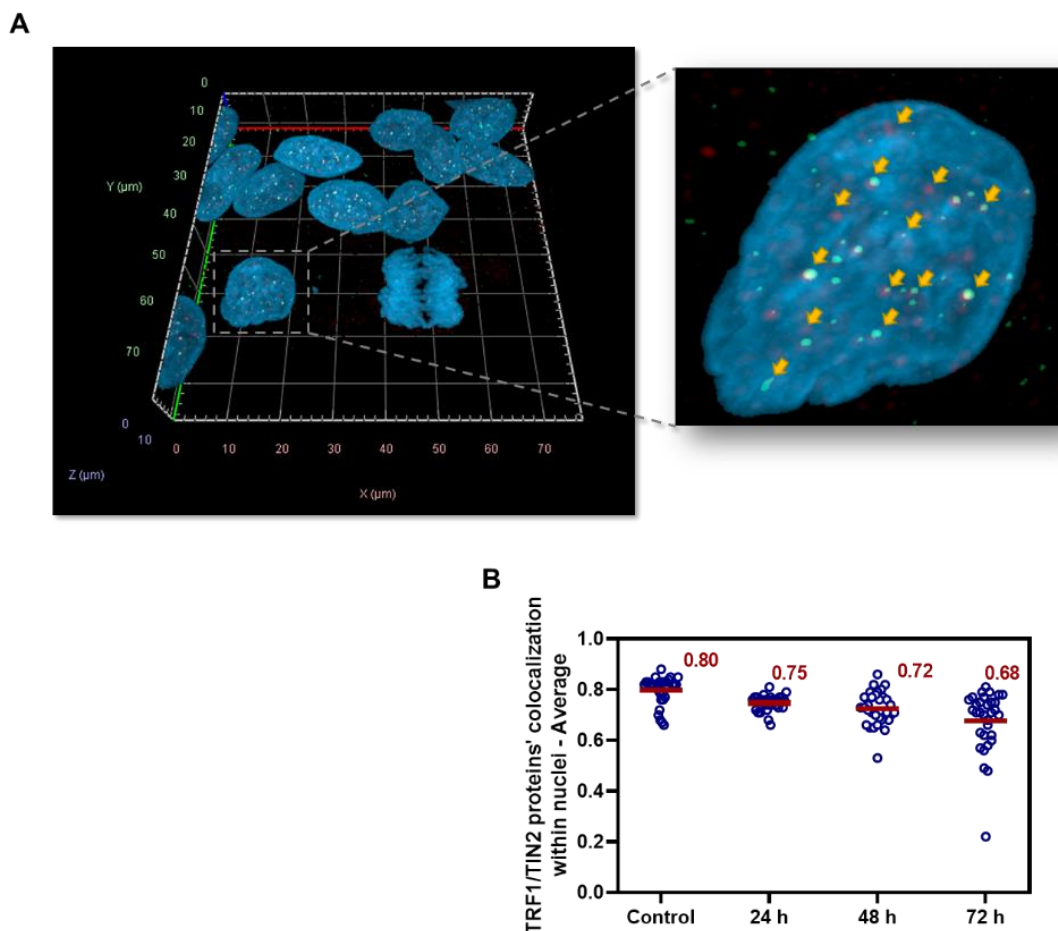 A
0
10
20
30
40
50
60
70
Y (µm)
0
10
Z (µm)
0 10 20 30 40 50 60 70
X (µm)
B
TRF1/TIN2 proteins' colocalization
within nuclei - Average
1.0
0.8
0.6
0.4
0.2
0.0
0.80
0.75
0.72
0.68
Control 24 h 48 h 72 h